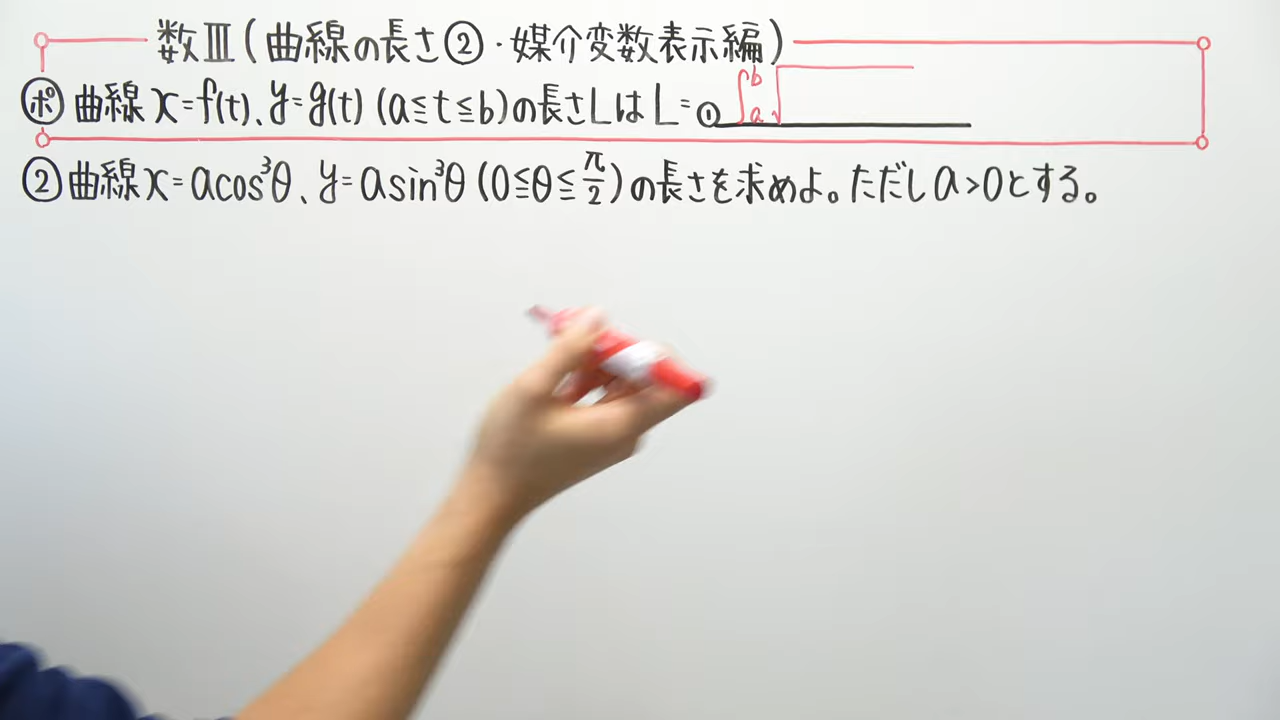 数Ⅲ(曲線の長さ②・媒介変数表示編)
ポ 曲線x=f(t)、y=g(t) (a≦t≦b)の長さLは L=①∫ₐᵇ√
② 曲線x=acos³θ、y=asin³θ (0≦θ≦π/2)の長さを求めよ。ただしa>0とする。